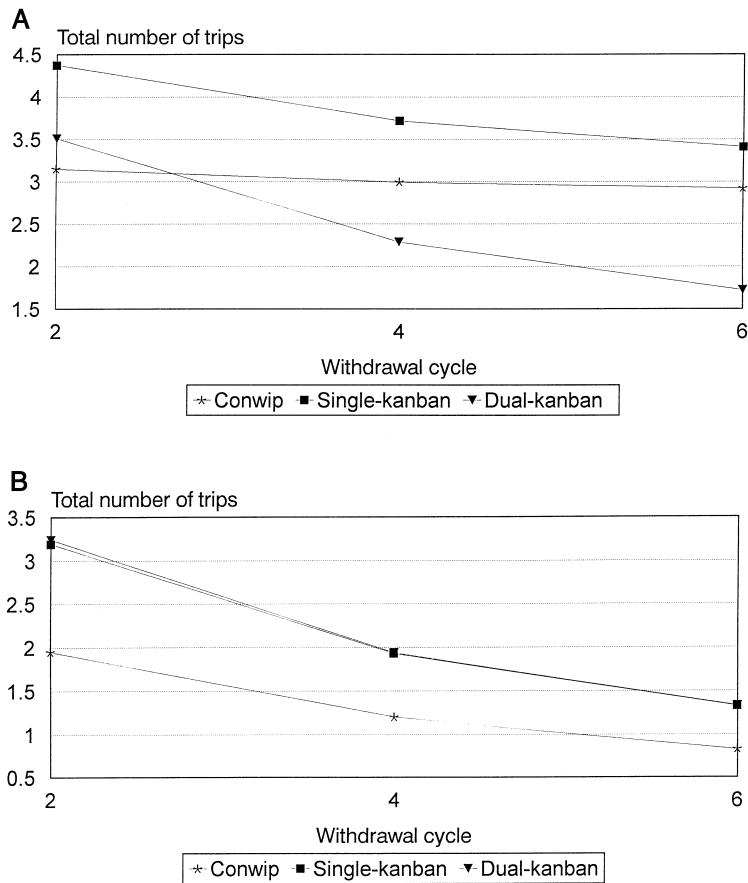 A
Total number of trips
4.5
4
3.5
3
2.5
2
1.5
2 4 6
Withdrawal cycle
Conwip Single-kanban Dual-kanban
B
Total number of trips
3.5
3
2.5
2
1.5
1
0.5
2 4 6
Withdrawal cycle
Conwip Single-kanban Dual-kanban